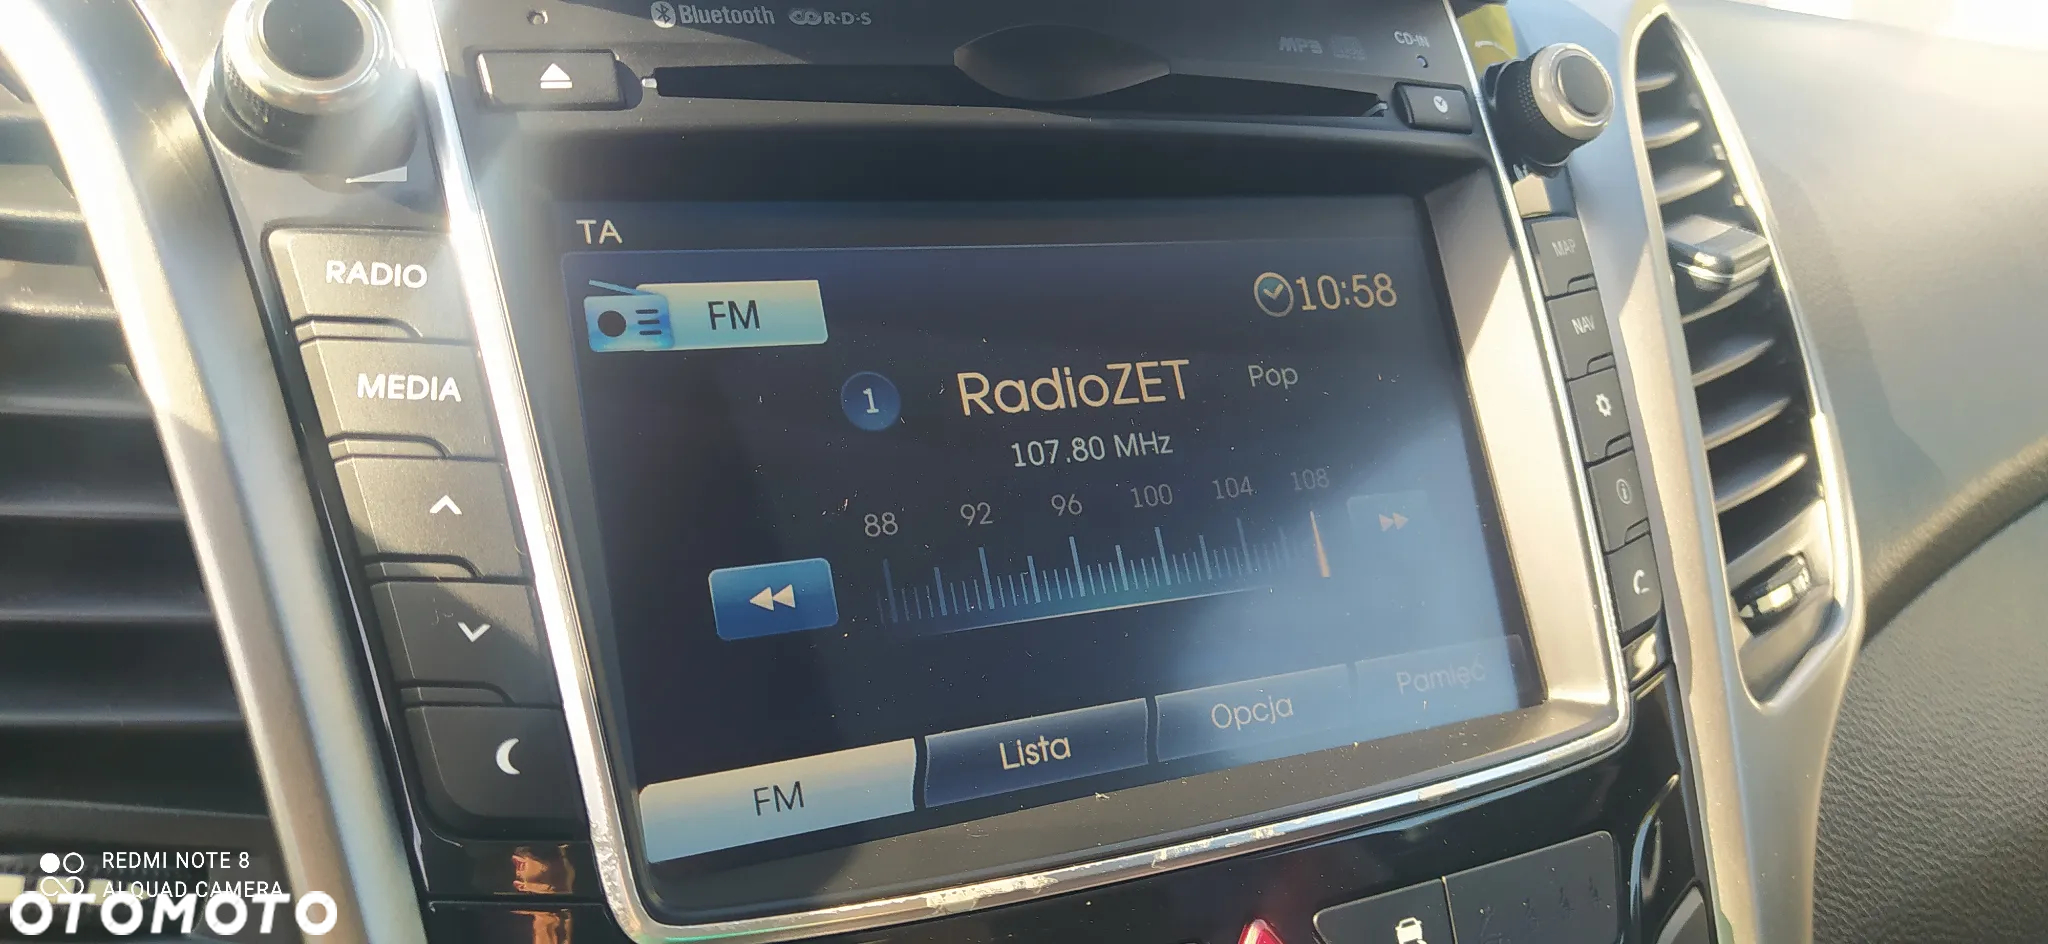 Bluetooth R·D·S
MP3
CD-IN
TA
RADIO
MEDIA
FM
10:58
1
RadioZET
Pop
107.80 MHz
88 92 96 100 104 108
FM
Lista
Opcja
Pamięć
MAP
NAV
REDMI NOTE 8
AI QUAD CAMERA
OTOMOTO